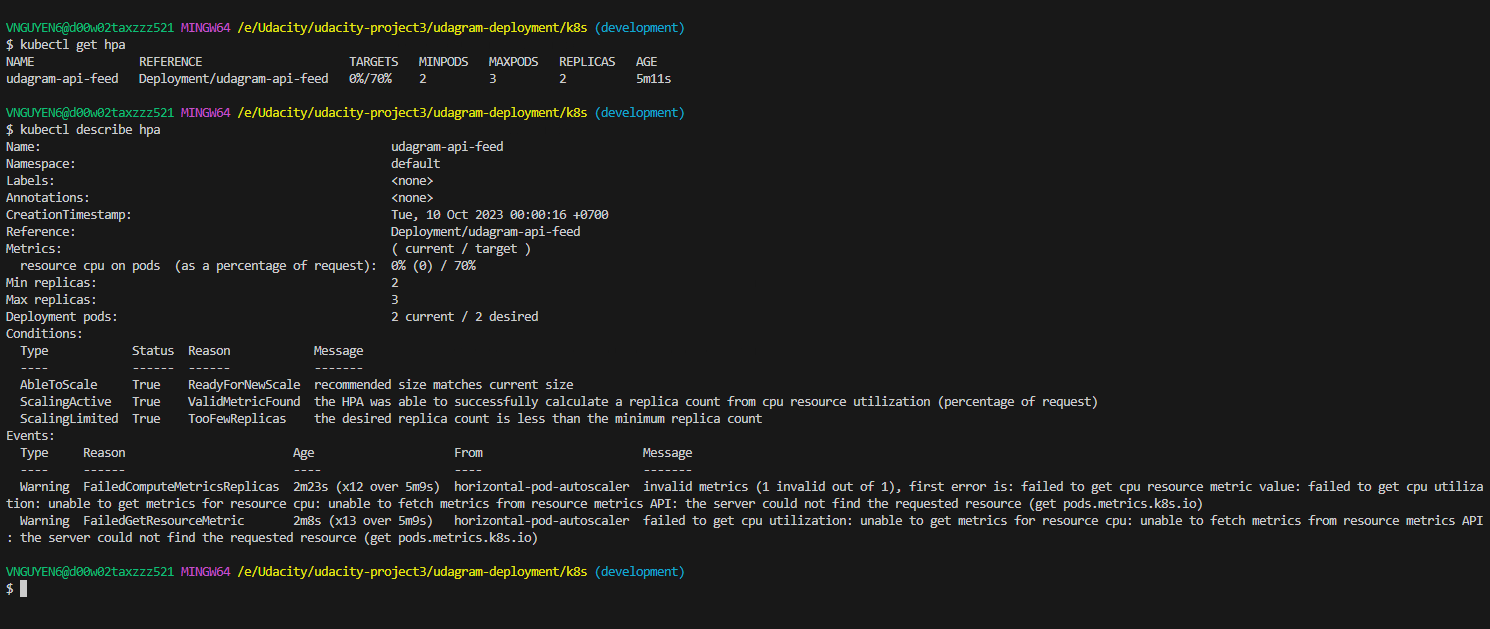 VNGUYEN6@d00w02taxzzz521 MINGW64 /e/Udacity/udacity-project3/udagram-deployment/k8s (development)
$ kubectl get hpa
NAME REFERENCE TARGETS MINPODS MAXPODS REPLICAS AGE
udagram-api-feed Deployment/udagram-api-feed 0%/70% 2 3 2 5m11s
VNGUYEN6@d00w02taxzzz521 MINGW64 /e/Udacity/udacity-project3/udagram-deployment/k8s (development)
$ kubectl describe hpa
Name: udagram-api-feed
Namespace: default
Labels: <none>
Annotations: <none>
CreationTimestamp: Tue, 10 Oct 2023 00:00:16 +0700
Reference: Deployment/udagram-api-feed
Metrics: ( current / target )
resource cpu on pods (as a percentage of request): 0% (0) / 70%
Min replicas: 2
Max replicas: 3
Deployment pods: 2 current / 2 desired
Conditions:
Type Status Reason Message
---- ------ ------ -------
AbleToScale True ReadyForNewScale recommended size matches current size
ScalingActive True ValidMetricFound the HPA was able to successfully calculate a replica count from cpu resource utilization (percentage of request)
ScalingLimited True TooFewReplicas the desired replica count is less than the minimum replica count
Events:
Type Reason Age From Message
---- ------ ---- ---- -------
Warning FailedComputeMetricsReplicas 2m23s (x12 over 5m9s) horizontal-pod-autoscaler invalid metrics (1 invalid out of 1), first error is: failed to get cpu resource metric value: failed to get cpu utiliza
tion: unable to get metrics for resource cpu: unable to fetch metrics from resource metrics API: the server could not find the requested resource (get pods.metrics.k8s.io)
Warning FailedGetResourceMetric 2m8s (x13 over 5m9s) horizontal-pod-autoscaler failed to get cpu utilization: unable to get metrics for resource cpu: unable to fetch metrics from resource metrics API
: the server could not find the requested resource (get pods.metrics.k8s.io)
VNGUYEN6@d00w02taxzzz521 MINGW64 /e/Udacity/udacity-project3/udagram-deployment/k8s (development)
$